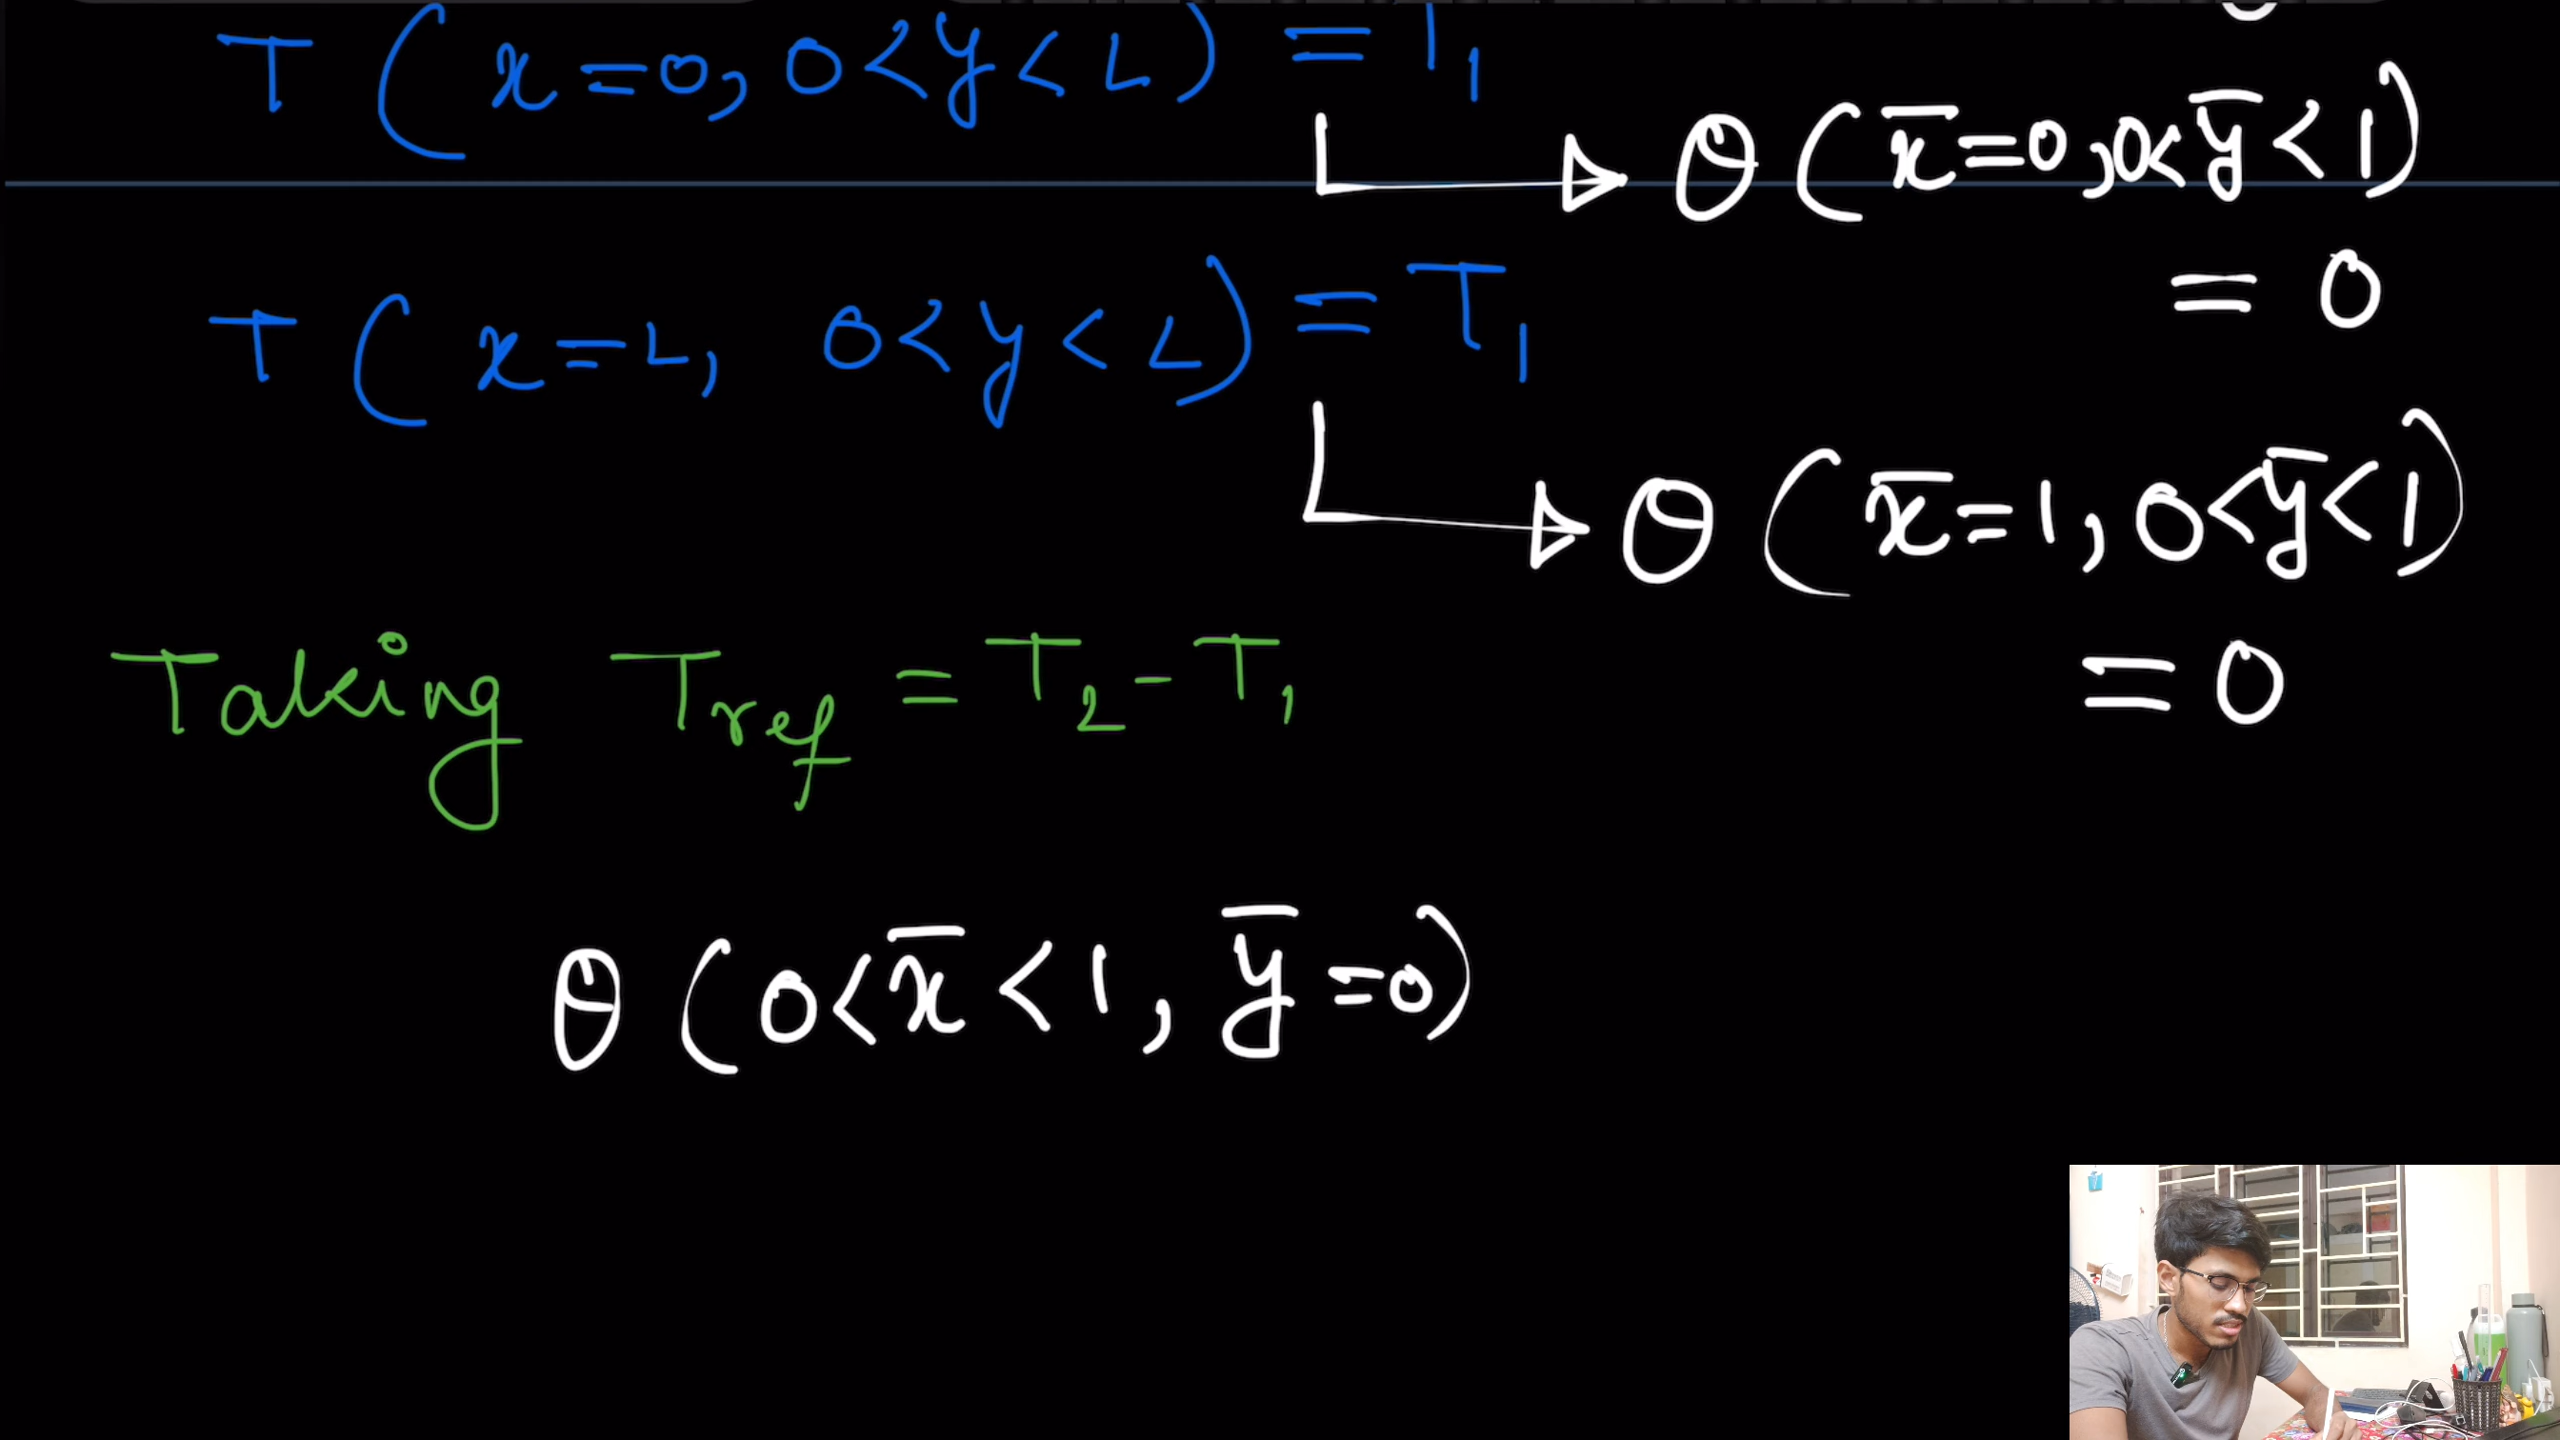 T ( x=0, 0<y<L ) = T₁
θ ( x̅=0, 0<y̅<1 )
= 0
T ( x=L, 0<y<L ) = T₁
θ ( x̅=1, 0<y̅<1 )
= 0
Taking T_ref = T₂-T₁
θ ( 0<x̅<1, y̅=0 )